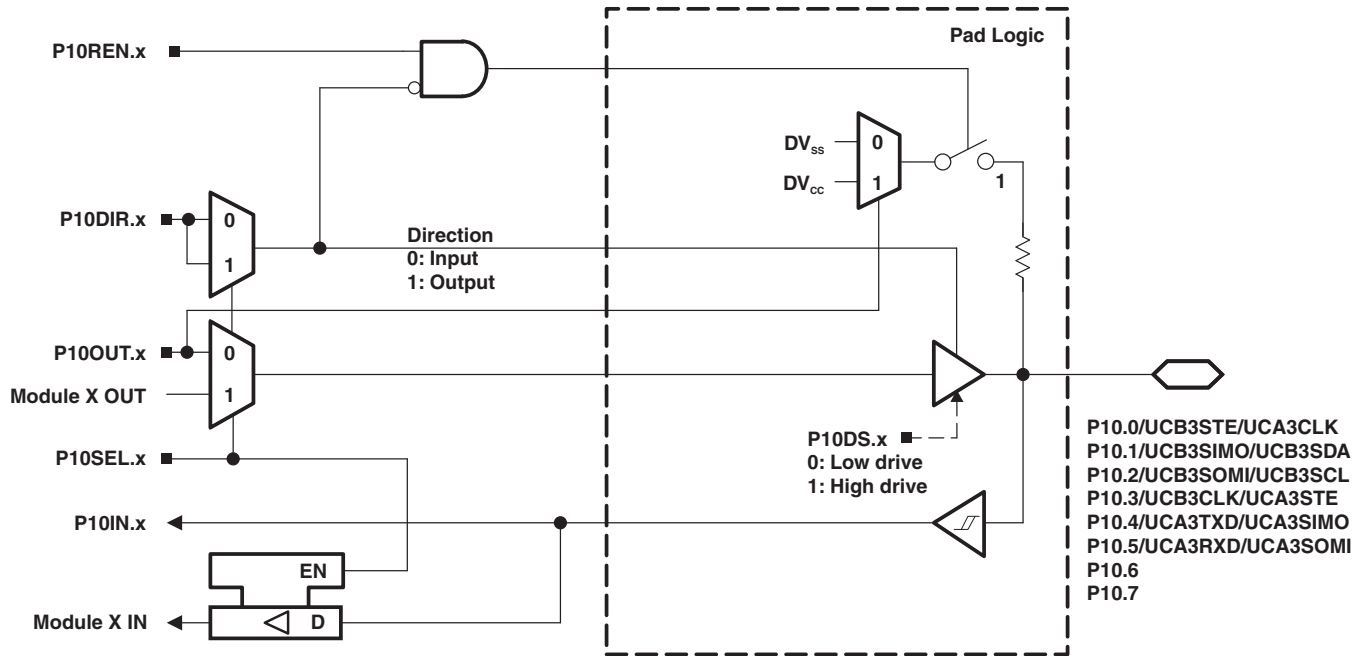 Pad Logic
P10REN.x
DVss
0
DVcc
1
1
P10DIR.x
0
1
Direction
0: Input
1: Output
P10OUT.x
0
Module X OUT
1
P10DS.x
0: Low drive
1: High drive
P10SEL.x
P10IN.x
EN
Module X IN
D
P10.0/UCB3STE/UCA3CLK
P10.1/UCB3SIMO/UCB3SDA
P10.2/UCB3SOMI/UCB3SCL
P10.3/UCB3CLK/UCA3STE
P10.4/UCA3TXD/UCA3SIMO
P10.5/UCA3RXD/UCA3SOMI
P10.6
P10.7